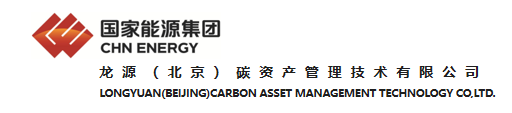 国家能源集团
CHN ENERGY
龙源（北京）碳资产管理技术有限公司
LONGYUAN(BEIJING)CARBON ASSET MANAGEMENT TECHNOLOGY CO,LTD.